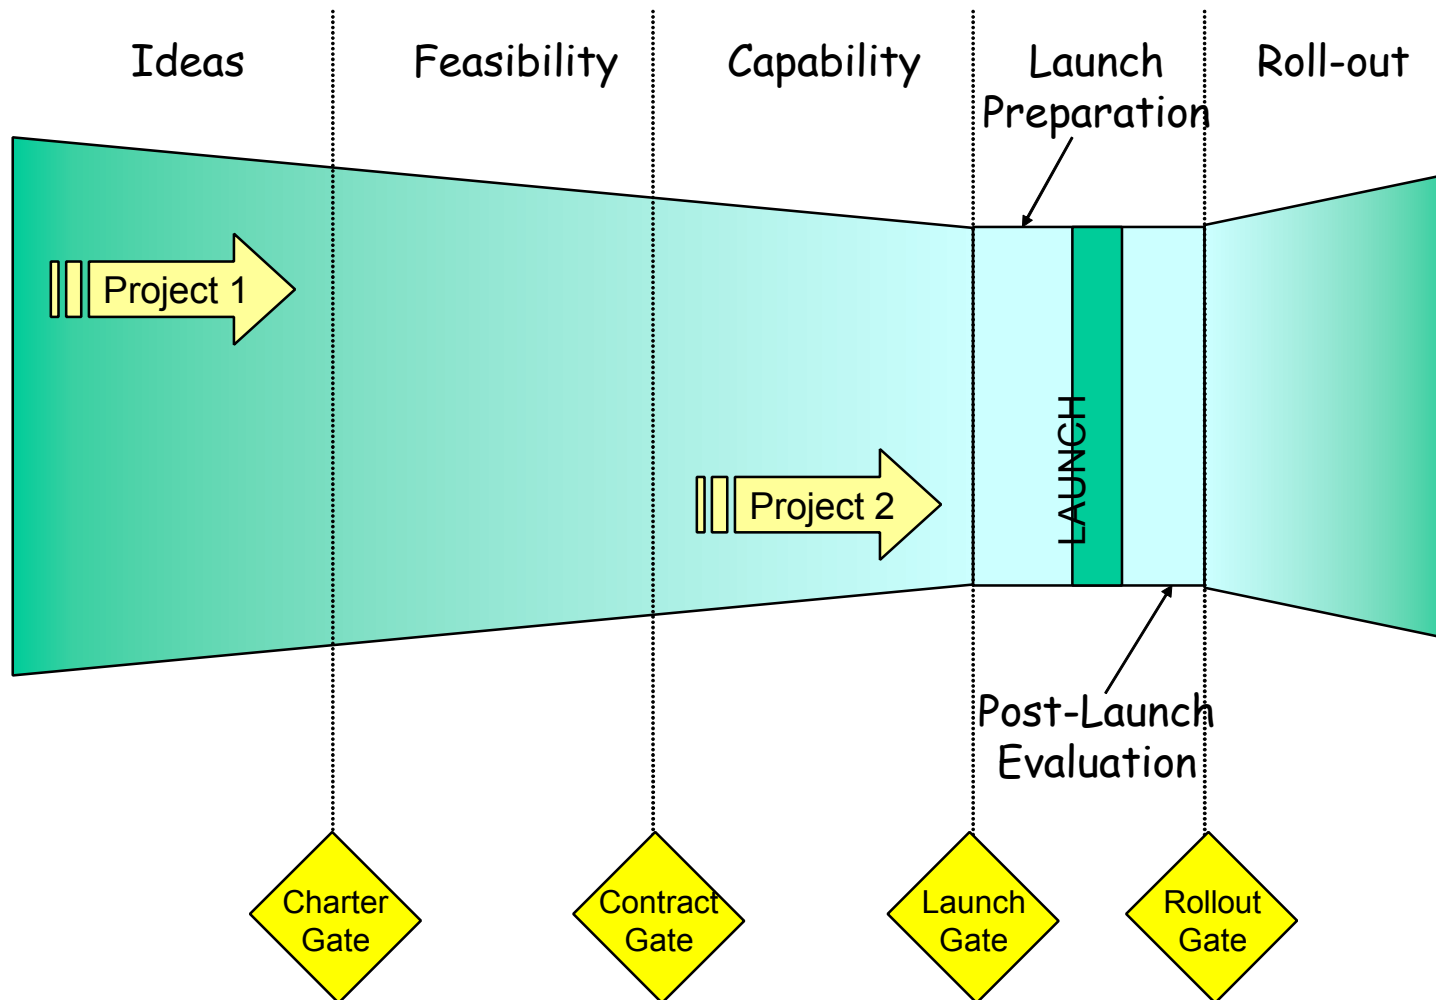 Ideas
Feasibility
Capability
Launch
Preparation
Roll-out
Project 1
Project 2
LAUNCH
Post-Launch
Evaluation
Charter
Gate
Contract
Gate
Launch
Gate
Rollout
Gate